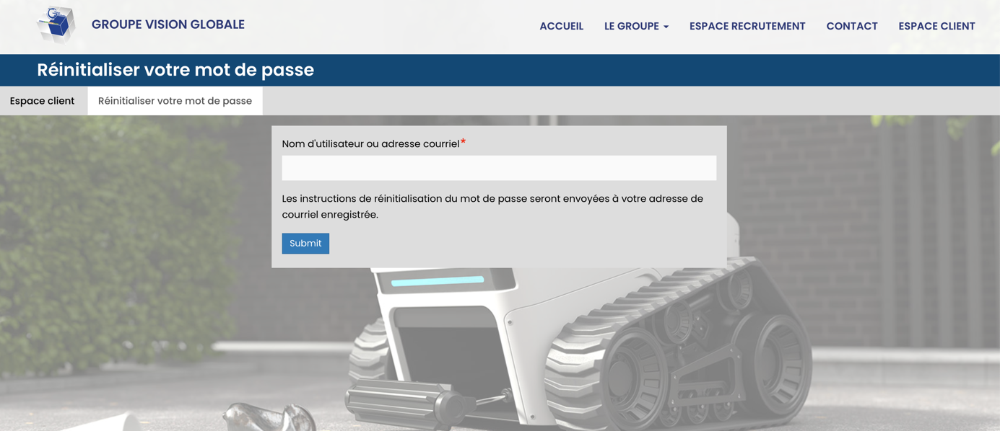 GROUPE VISION GLOBALE
ACCUEIL LE GROUPE ESPACE RECRUTEMENT CONTACT ESPACE CLIENT
Réinitialiser votre mot de passe
Espace client Réinitialiser votre mot de passe
Nom d'utilisateur ou adresse courriel*
Les instructions de réinitialisation du mot de passe seront envoyées à votre adresse de
courriel enregistrée.
Submit